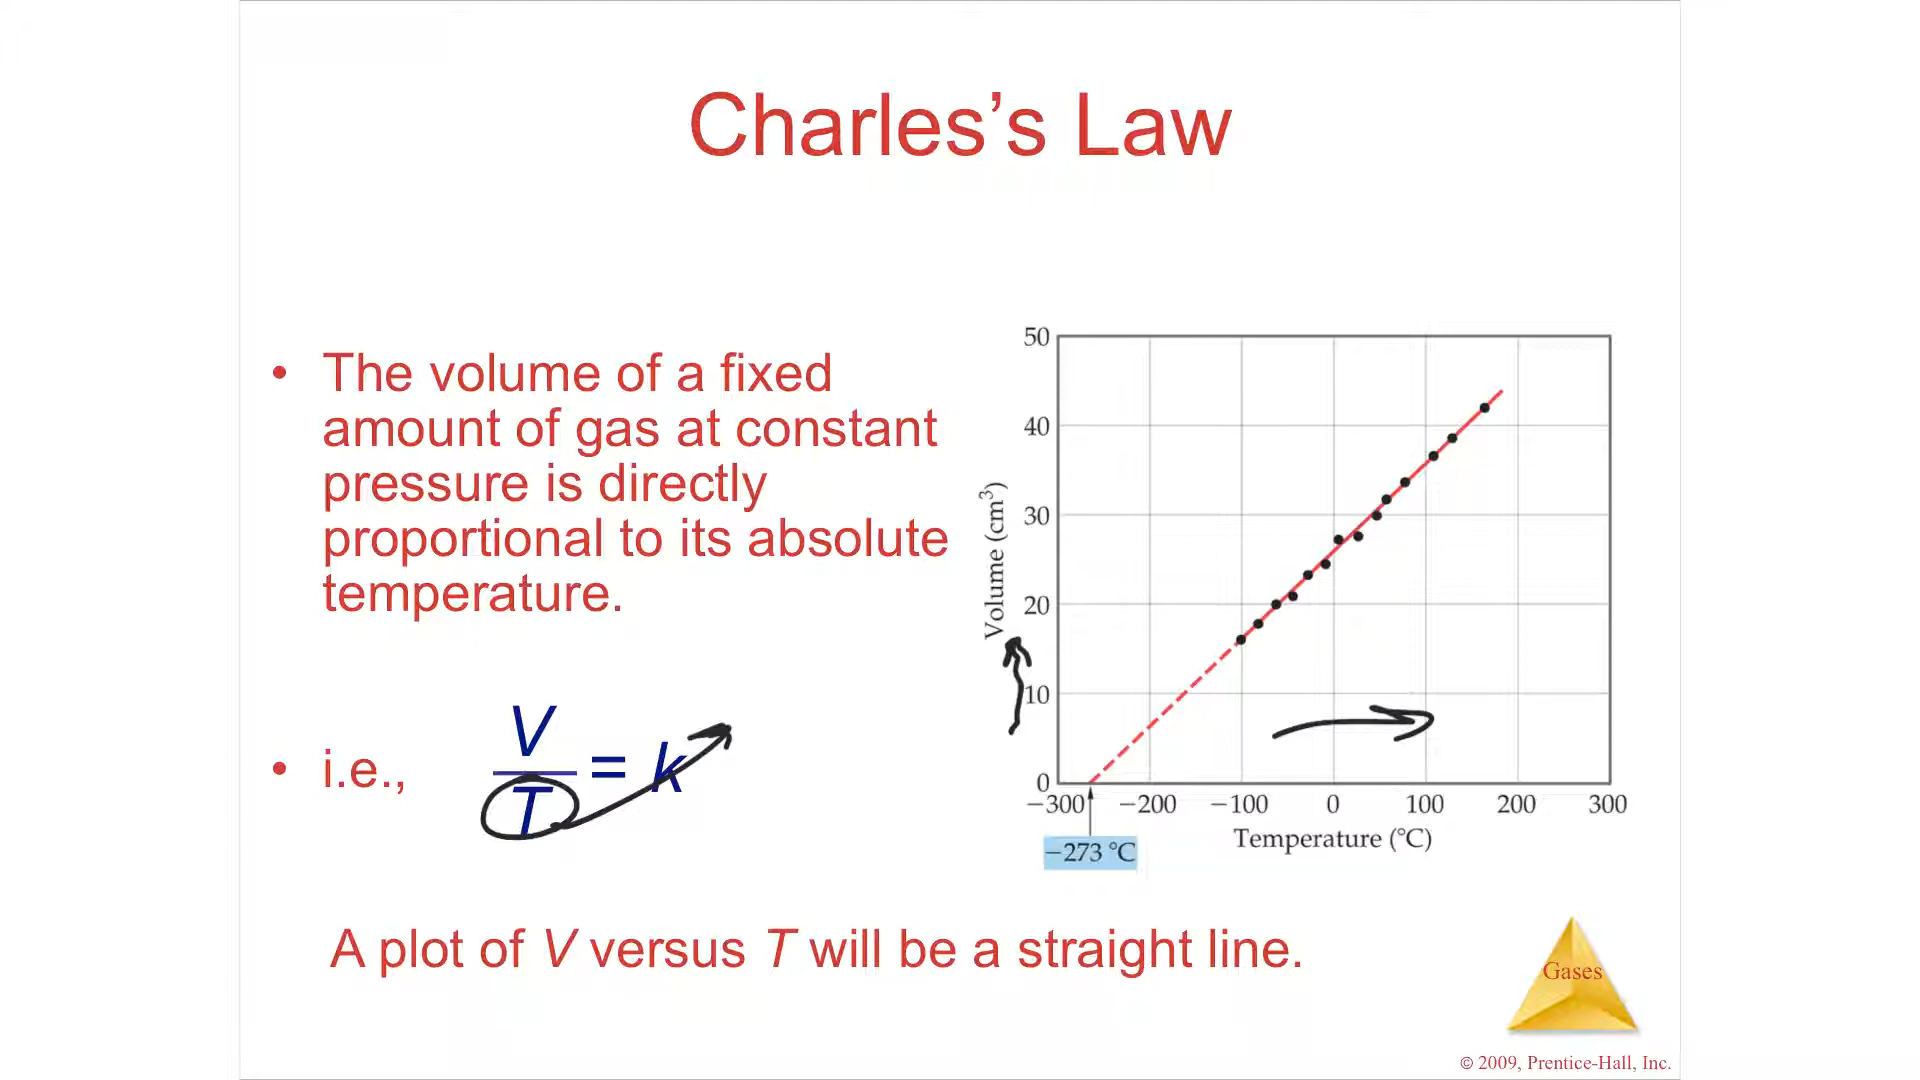 Charles’s Law
• The volume of a fixed
amount of gas at constant
pressure is directly
proportional to its absolute
temperature.
• i.e., V/T = k
A plot of V versus T will be a straight line.
50
40
30
20
10
0
Volume (cm³)
−300 −200 −100 0 100 200 300
Temperature (°C)
−273 °C
Gases
© 2009, Prentice-Hall, Inc.